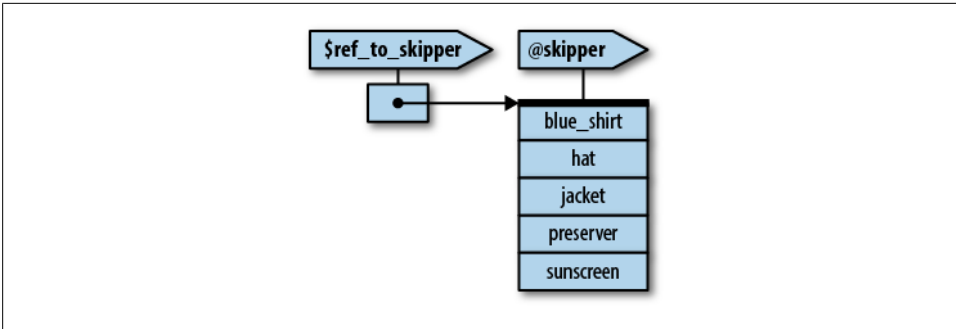 $ref_to_skipper
@skipper
blue_shirt
hat
jacket
preserver
sunscreen